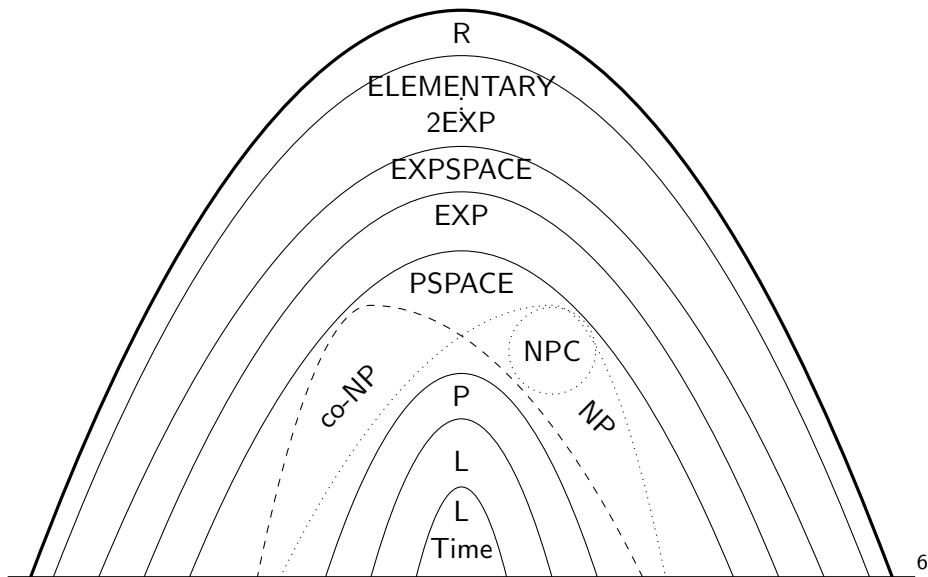 R
ELEMENTARY
⋮
2EXP
EXPSPACE
EXP
PSPACE
NPC
co-NP
P
NP
L
L
Time
6